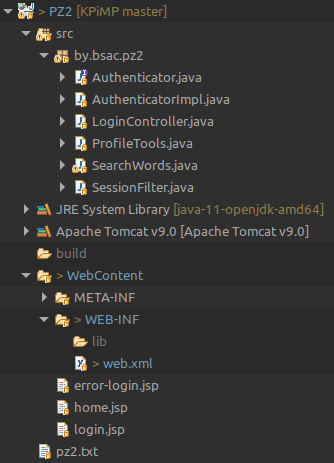 > PZ2 [KPiMP master]
src
by.bsac.pz2
Authenticator.java
AuthenticatorImpl.java
LoginController.java
ProfileTools.java
SearchWords.java
SessionFilter.java
JRE System Library [java-11-openjdk-amd64]
Apache Tomcat v9.0 [Apache Tomcat v9.0]
build
> WebContent
META-INF
> WEB-INF
lib
> web.xml
error-login.jsp
home.jsp
login.jsp
pz2.txt